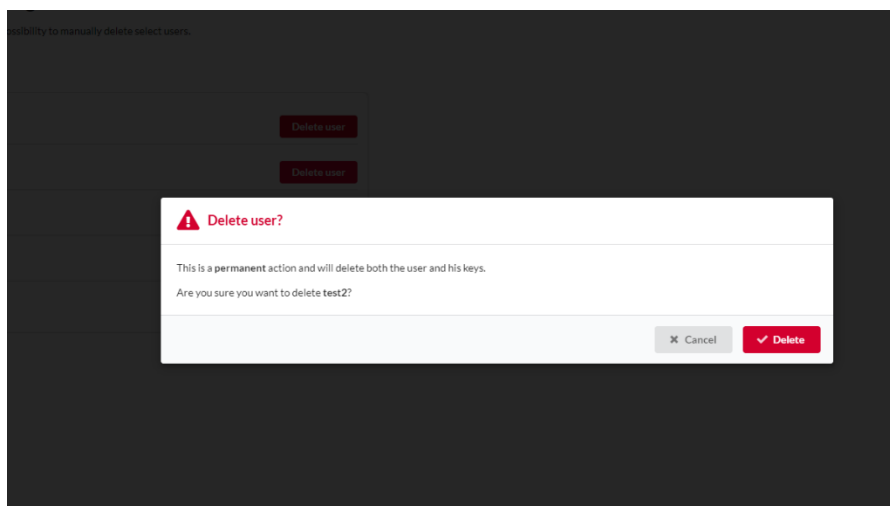 ossibility to manually delete select users.
Delete user
Delete user
Delete user?
This is a permanent action and will delete both the user and his keys.
Are you sure you want to delete test2?
Cancel
Delete